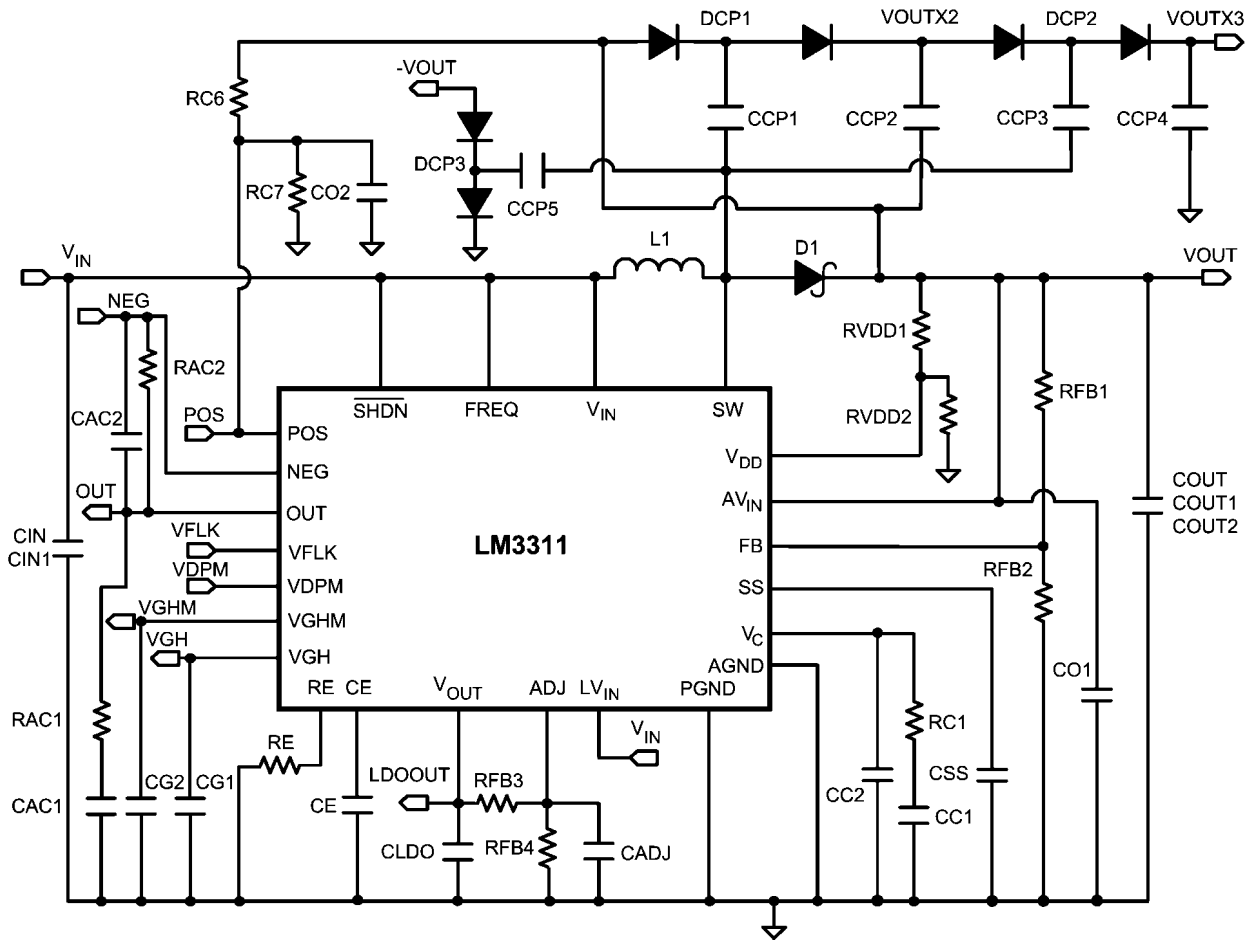 DCP1
VOUTX2
DCP2
VOUTX3
-VOUT
RC6
CCP1
CCP2
CCP3
CCP4
DCP3
RC7
CO2
CCP5
V_IN
L1
D1
VOUT
NEG
RAC2
RVDD1
CAC2
POS
SHDN
FREQ
V_IN
SW
RFB1
RVDD2
POS
V_DD
NEG
OUT
OUT
AV_IN
COUT
COUT1
COUT2
CIN
CIN1
VFLK
VFLK
LM3311
FB
RFB2
VDPM
VDPM
SS
VGHM
VGHM
V_C
VGH
VGH
AGND
RE
CE
V_OUT
ADJ
LV_IN
PGND
CO1
RAC1
RE
V_IN
RC1
CAC1
CG2
CG1
CE
LDOOUT
RFB3
CC2
CSS
CC1
CLDO
RFB4
CADJ